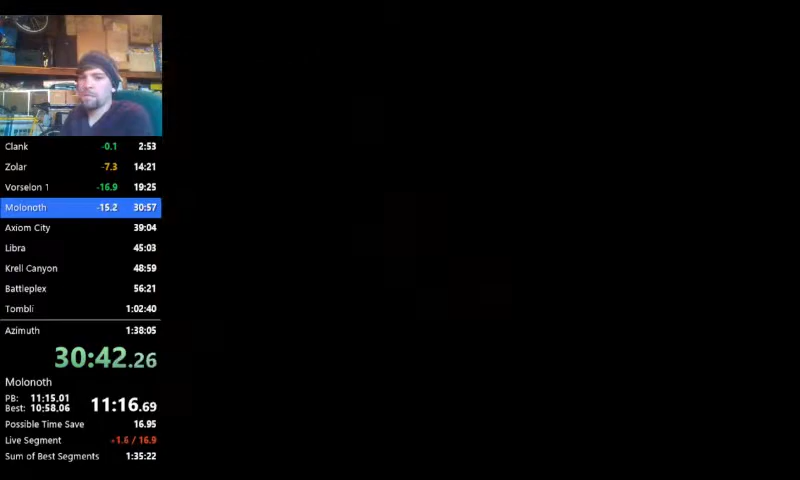 Clank -0.1 2:53
Zolar -7.3 14:21
Vorselon 1 -16.9 19:25
Molonoth -15.2 30:57
Axiom City 39:04
Libra 45:03
Krell Canyon 48:59
Battleplex 56:21
Tombli 1:02:40
Azimuth 1:38:05
30:42.26
Molonoth
PB: 11:15.01
Best: 10:58.06 11:16.69
Possible Time Save 16.95
Live Segment +1.6 / 16.9
Sum of Best Segments 1:35:22